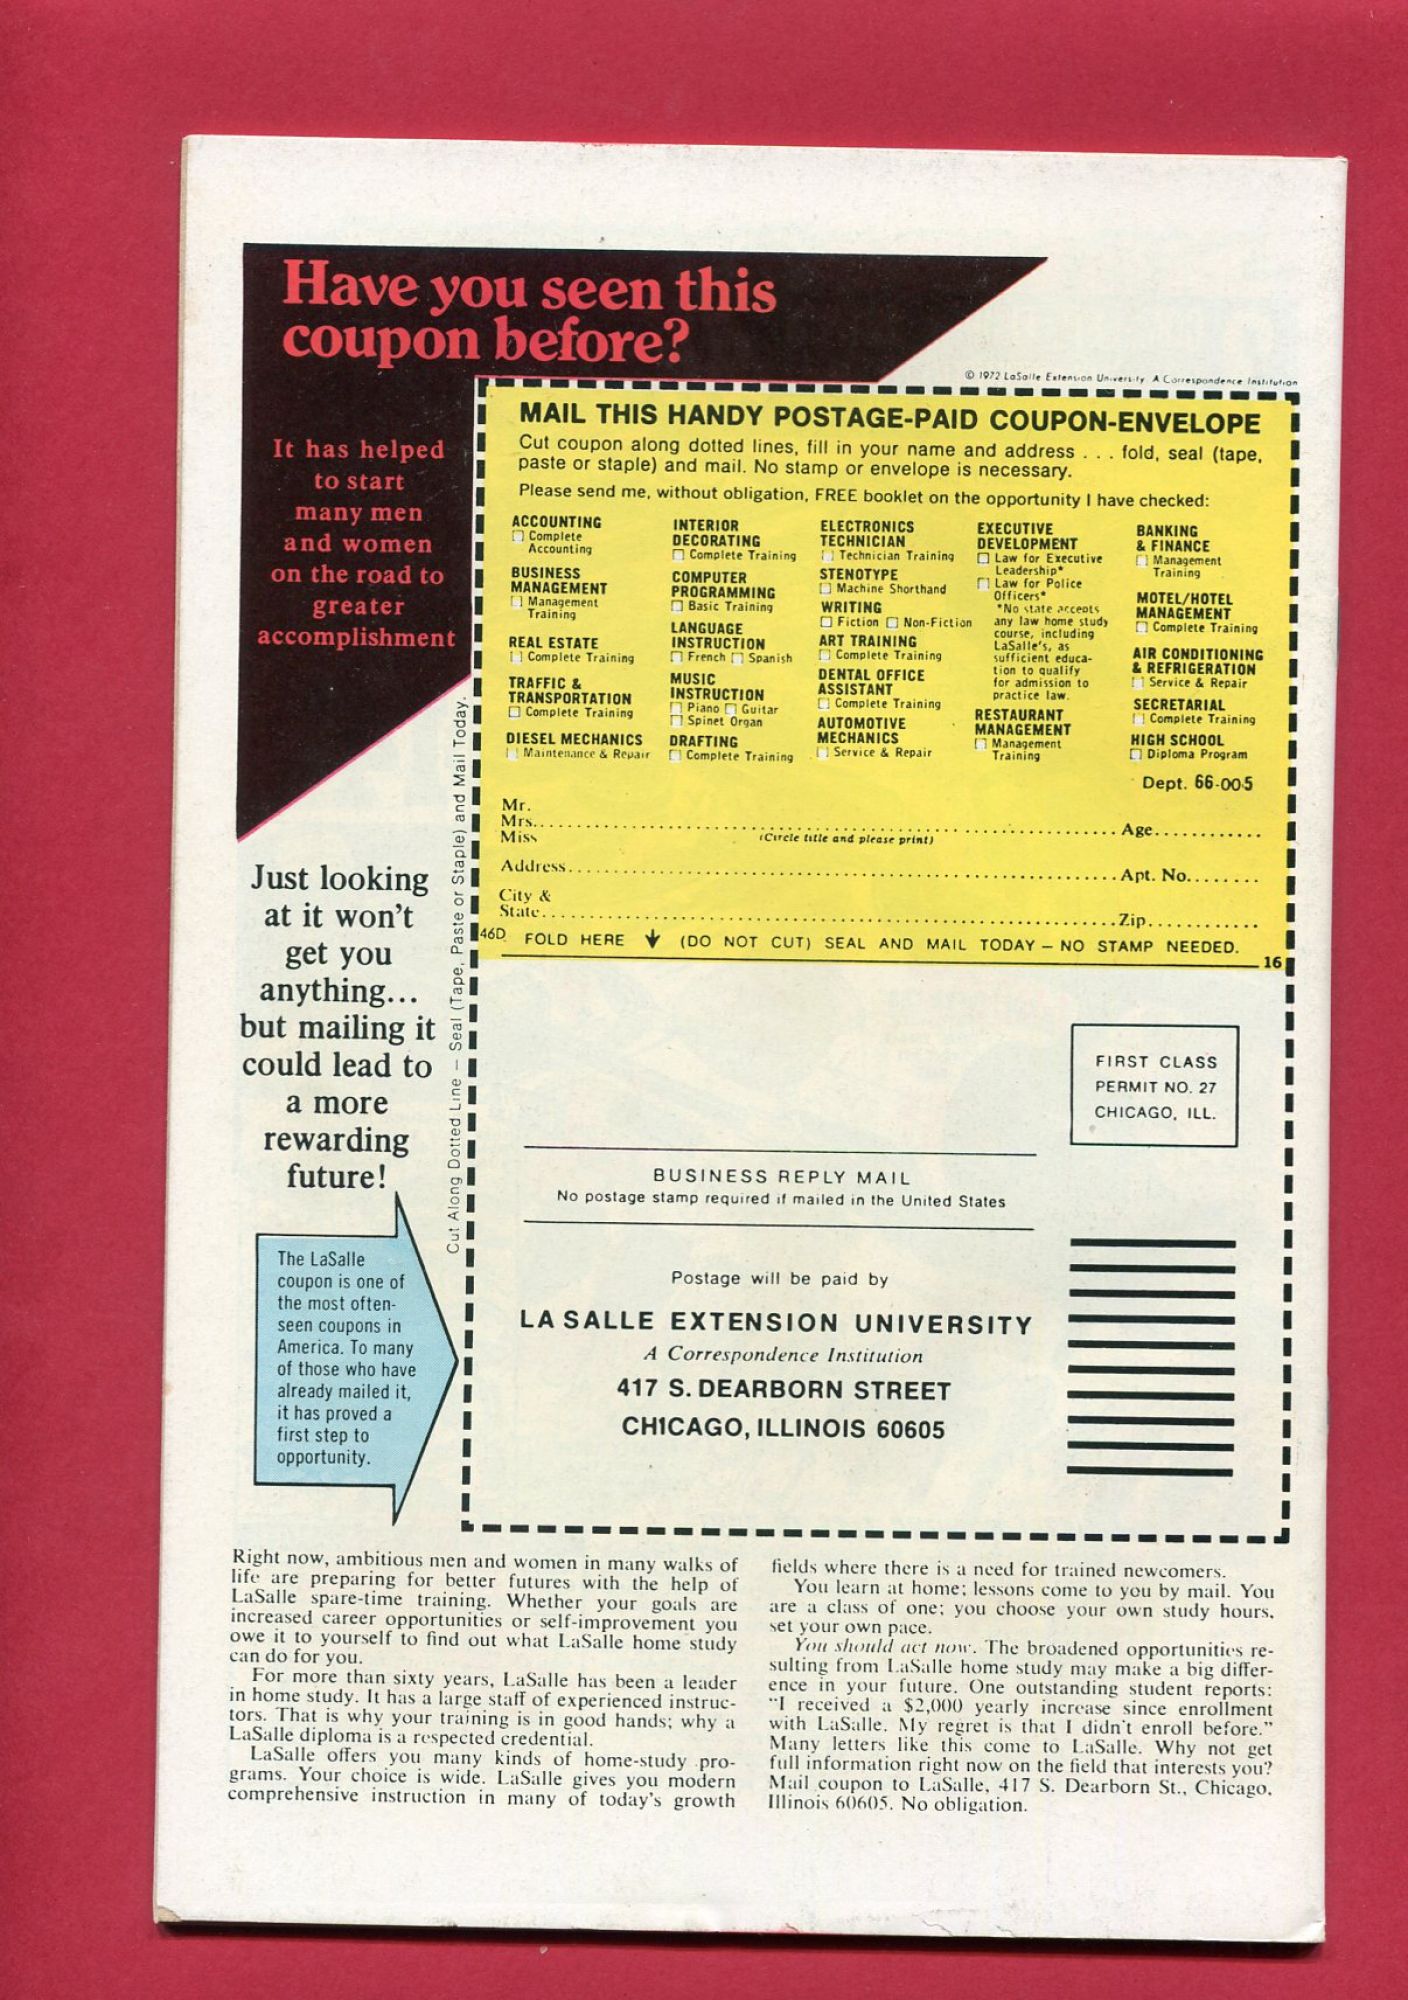 Have you seen this
coupon before?
© 1972 LaSalle Extension University A Correspondence Institution
It has helped
to start
many men
and women
on the road to
greater
accomplishment
Just looking
at it won't
get you
anything...
but mailing it
could lead to
a more
rewarding
future!
The LaSalle
coupon is one of
the most often-
seen coupons in
America. To many
of those who have
already mailed it,
it has proved a
first step to
opportunity.
Cut Along Dotted Line — Seal (Tape, Paste or Staple) and Mail Today.
MAIL THIS HANDY POSTAGE-PAID COUPON-ENVELOPE
Cut coupon along dotted lines, fill in your name and address . . . fold, seal (tape,
paste or staple) and mail. No stamp or envelope is necessary.
Please send me, without obligation, FREE booklet on the opportunity I have checked:
ACCOUNTING
Complete
Accounting
BUSINESS
MANAGEMENT
Management
Training
REAL ESTATE
Complete Training
TRAFFIC &
TRANSPORTATION
Complete Training
DIESEL MECHANICS
Maintenance & Repair
INTERIOR
DECORATING
Complete Training
COMPUTER
PROGRAMMING
Basic Training
LANGUAGE
INSTRUCTION
French Spanish
MUSIC
INSTRUCTION
Piano Guitar
Spinet Organ
DRAFTING
Complete Training
ELECTRONICS
TECHNICIAN
Technician Training
STENOTYPE
Machine Shorthand
WRITING
Fiction Non-Fiction
ART TRAINING
Complete Training
DENTAL OFFICE
ASSISTANT
Complete Training
AUTOMOTIVE
MECHANICS
Service & Repair
EXECUTIVE
DEVELOPMENT
Law for Executive
Leadership*
Law for Police
Officers*
*No state accepts
any law home study
course, including
LaSalle's, as
sufficient educa-
tion to qualify
for admission to
practice law.
RESTAURANT
MANAGEMENT
Management
Training
BANKING
& FINANCE
Management
Training
MOTEL/HOTEL
MANAGEMENT
Complete Training
AIR CONDITIONING
& REFRIGERATION
Service & Repair
SECRETARIAL
Complete Training
HIGH SCHOOL
Diploma Program
Dept. 66-005
Mr.
Mrs. Age
Miss (Circle title and please print)
Address Apt. No.
City &
State Zip
46D FOLD HERE ↓ (DO NOT CUT) SEAL AND MAIL TODAY — NO STAMP NEEDED.
16
FIRST CLASS
PERMIT NO. 27
CHICAGO, ILL.
BUSINESS REPLY MAIL
No postage stamp required if mailed in the United States
Postage will be paid by
LA SALLE EXTENSION UNIVERSITY
A Correspondence Institution
417 S. DEARBORN STREET
CHICAGO, ILLINOIS 60605
Right now, ambitious men and women in many walks of
life are preparing for better futures with the help of
LaSalle spare-time training. Whether your goals are
increased career opportunities or self-improvement you
owe it to yourself to find out what LaSalle home study
can do for you.
For more than sixty years, LaSalle has been a leader
in home study. It has a large staff of experienced instruc-
tors. That is why your training is in good hands; why a
LaSalle diploma is a respected credential.
LaSalle offers you many kinds of home-study pro-
grams. Your choice is wide. LaSalle gives you modern
comprehensive instruction in many of today's growth
fields where there is a need for trained newcomers.
You learn at home; lessons come to you by mail. You
are a class of one; you choose your own study hours,
set your own pace.
You should act now. The broadened opportunities re-
sulting from LaSalle home study may make a big differ-
ence in your future. One outstanding student reports:
"I received a $2,000 yearly increase since enrollment
with LaSalle. My regret is that I didn't enroll before."
Many letters like this come to LaSalle. Why not get
full information right now on the field that interests you?
Mail coupon to LaSalle, 417 S. Dearborn St., Chicago,
Illinois 60605. No obligation.